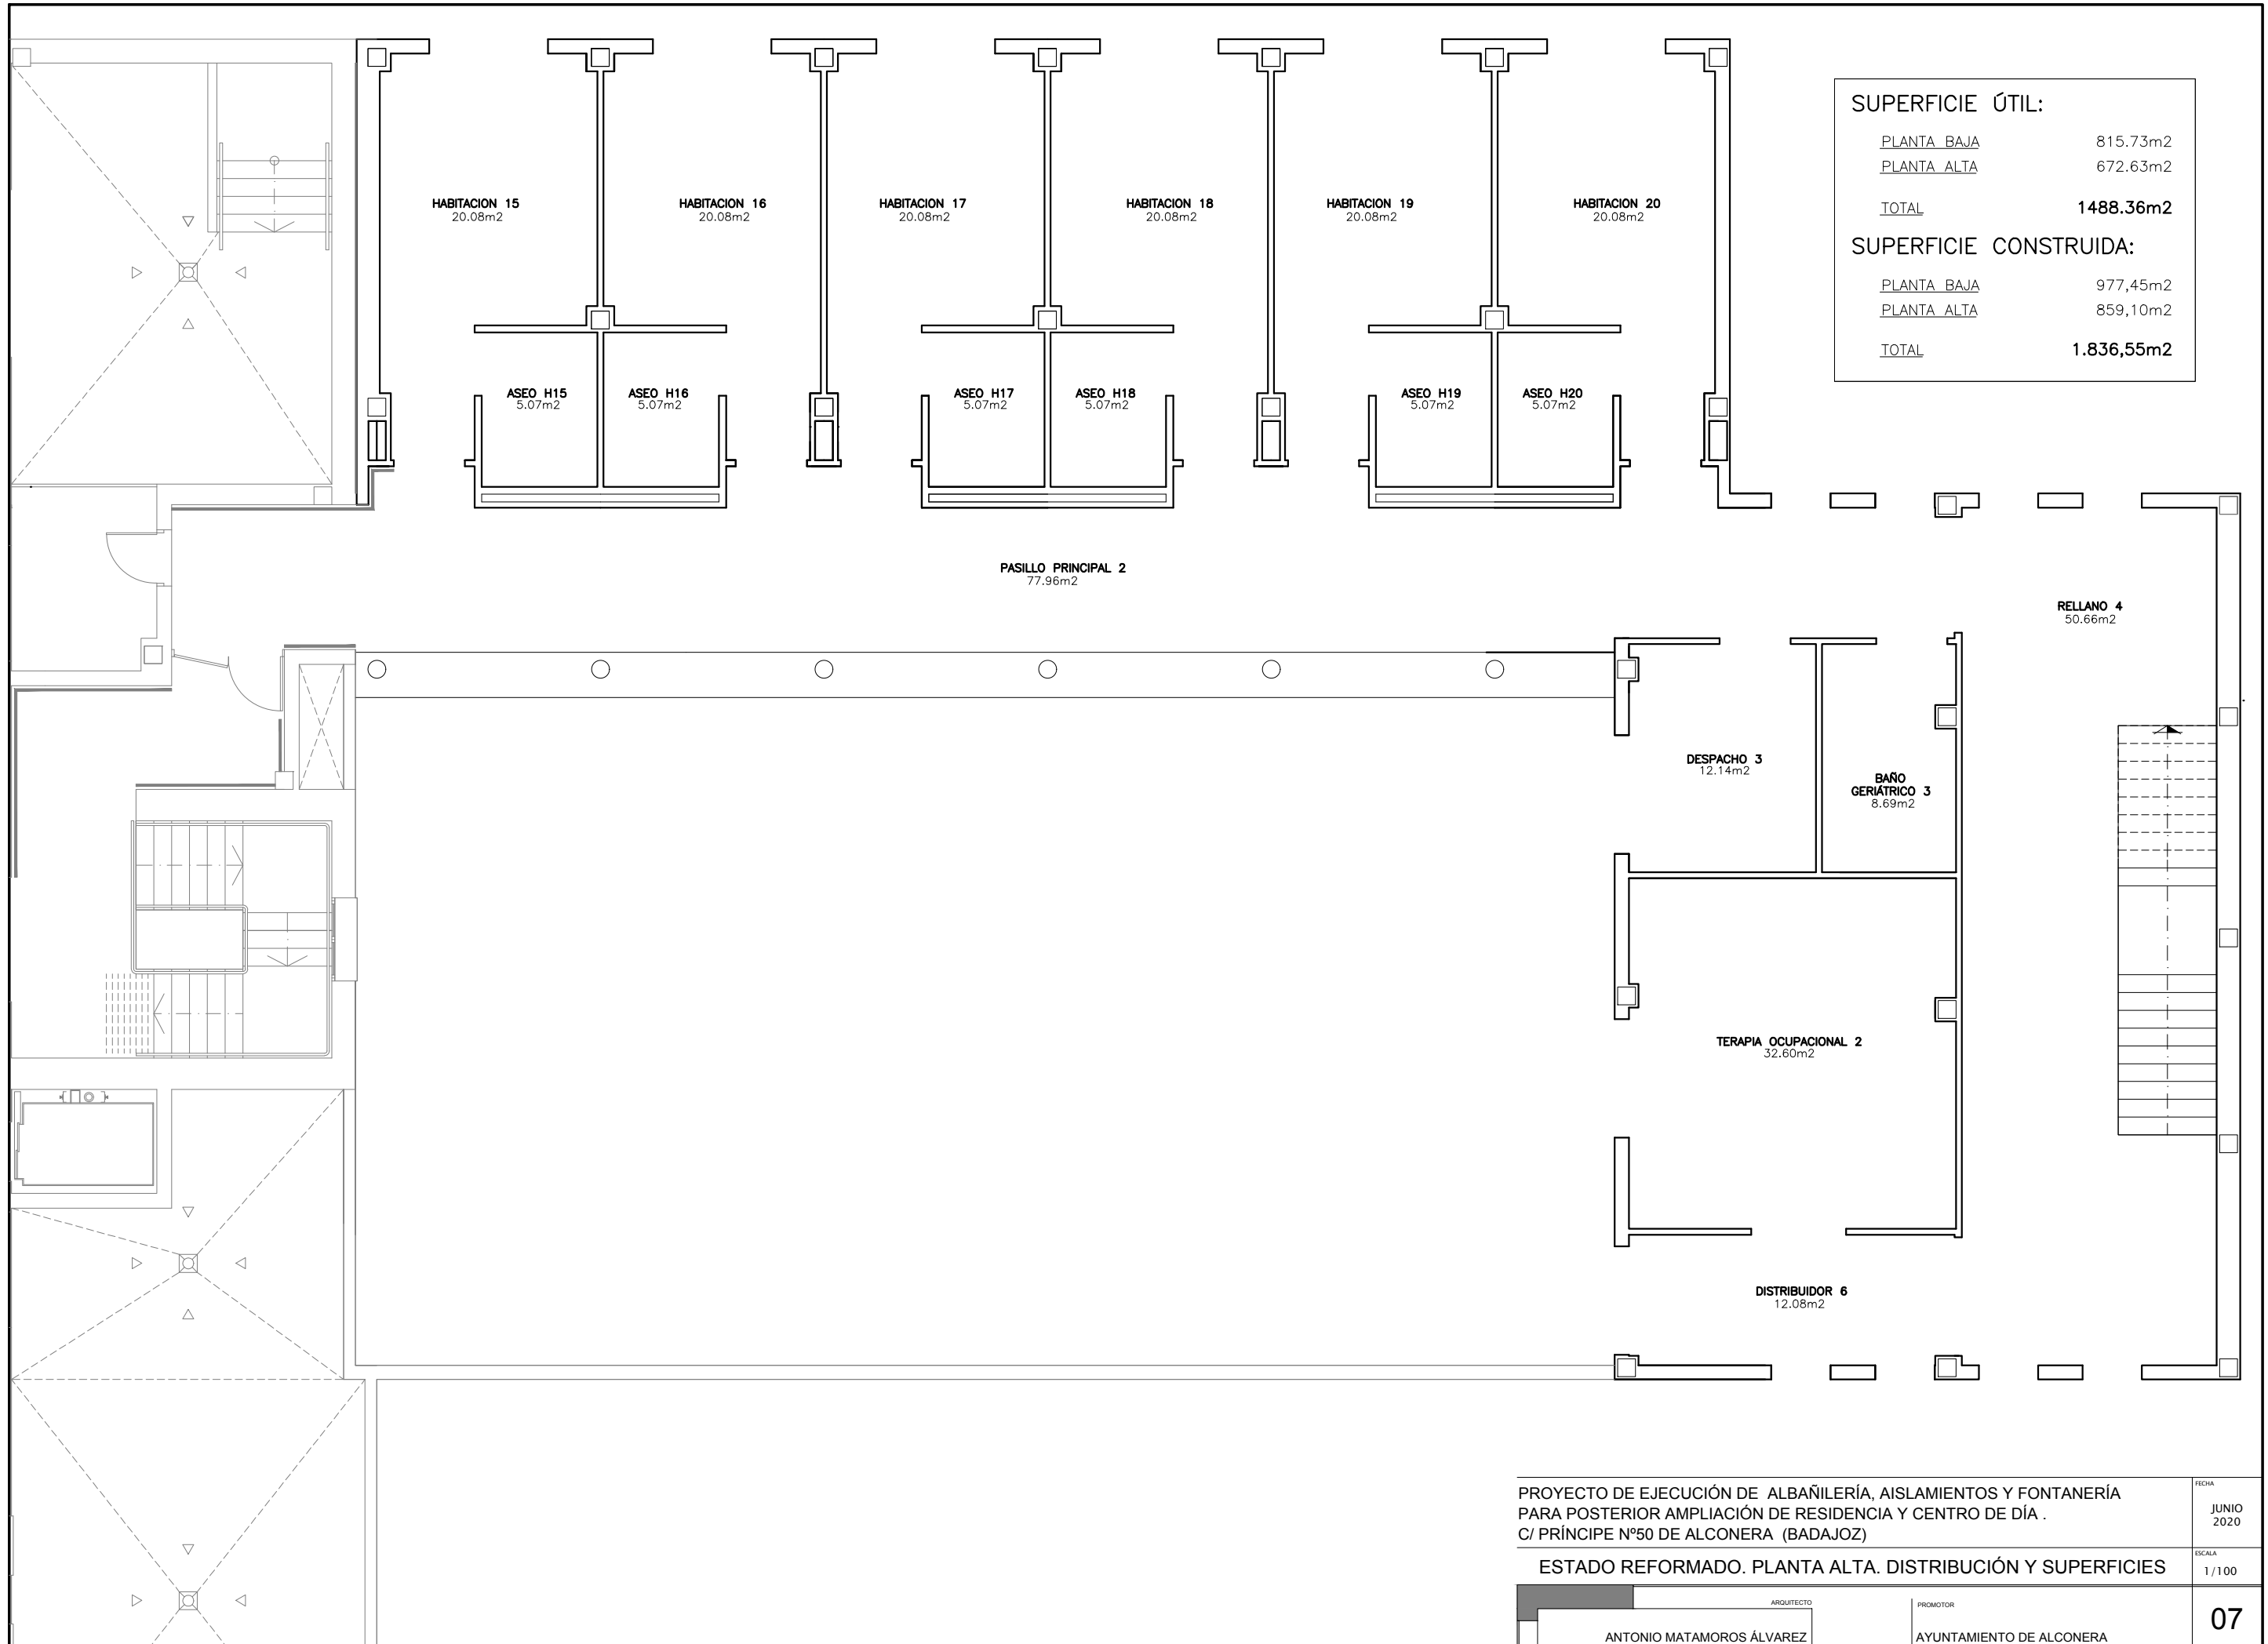 HABITACION 15
20.08m2
HABITACION 16
20.08m2
HABITACION 17
20.08m2
HABITACION 18
20.08m2
HABITACION 19
20.08m2
HABITACION 20
20.08m2
SUPERFICIE ÚTIL:
PLANTA BAJA 815.73m2
PLANTA ALTA 672.63m2
TOTAL 1488.36m2
SUPERFICIE CONSTRUIDA:
PLANTA BAJA 977,45m2
PLANTA ALTA 859,10m2
TOTAL 1.836,55m2
ASEO H15
5.07m2
ASEO H16
5.07m2
ASEO H17
5.07m2
ASEO H18
5.07m2
ASEO H19
5.07m2
ASEO H20
5.07m2
PASILLO PRINCIPAL 2
77.96m2
RELLANO 4
50.66m2
DESPACHO 3
12.14m2
BAÑO
GERIÁTRICO 3
8.69m2
TERAPIA OCUPACIONAL 2
32.60m2
DISTRIBUIDOR 6
12.08m2
PROYECTO DE EJECUCIÓN DE ALBAÑILERÍA, AISLAMIENTOS Y FONTANERÍA
PARA POSTERIOR AMPLIACIÓN DE RESIDENCIA Y CENTRO DE DÍA .
C/ PRÍNCIPE Nº50 DE ALCONERA (BADAJOZ)
FECHA
JUNIO
2020
ESTADO REFORMADO. PLANTA ALTA. DISTRIBUCIÓN Y SUPERFICIES
ESCALA
1/100
ARQUITECTO
ANTONIO MATAMOROS ÁLVAREZ
PROMOTOR
AYUNTAMIENTO DE ALCONERA
07